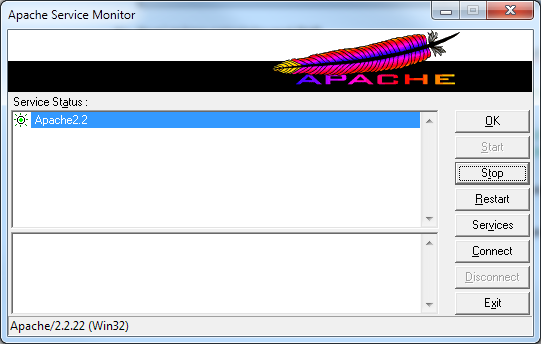 Apache Service Monitor
APACHE
Service Status :
Apache2.2
OK
Start
Stop
Restart
Services
Connect
Disconnect
Exit
Apache/2.2.22 (Win32)